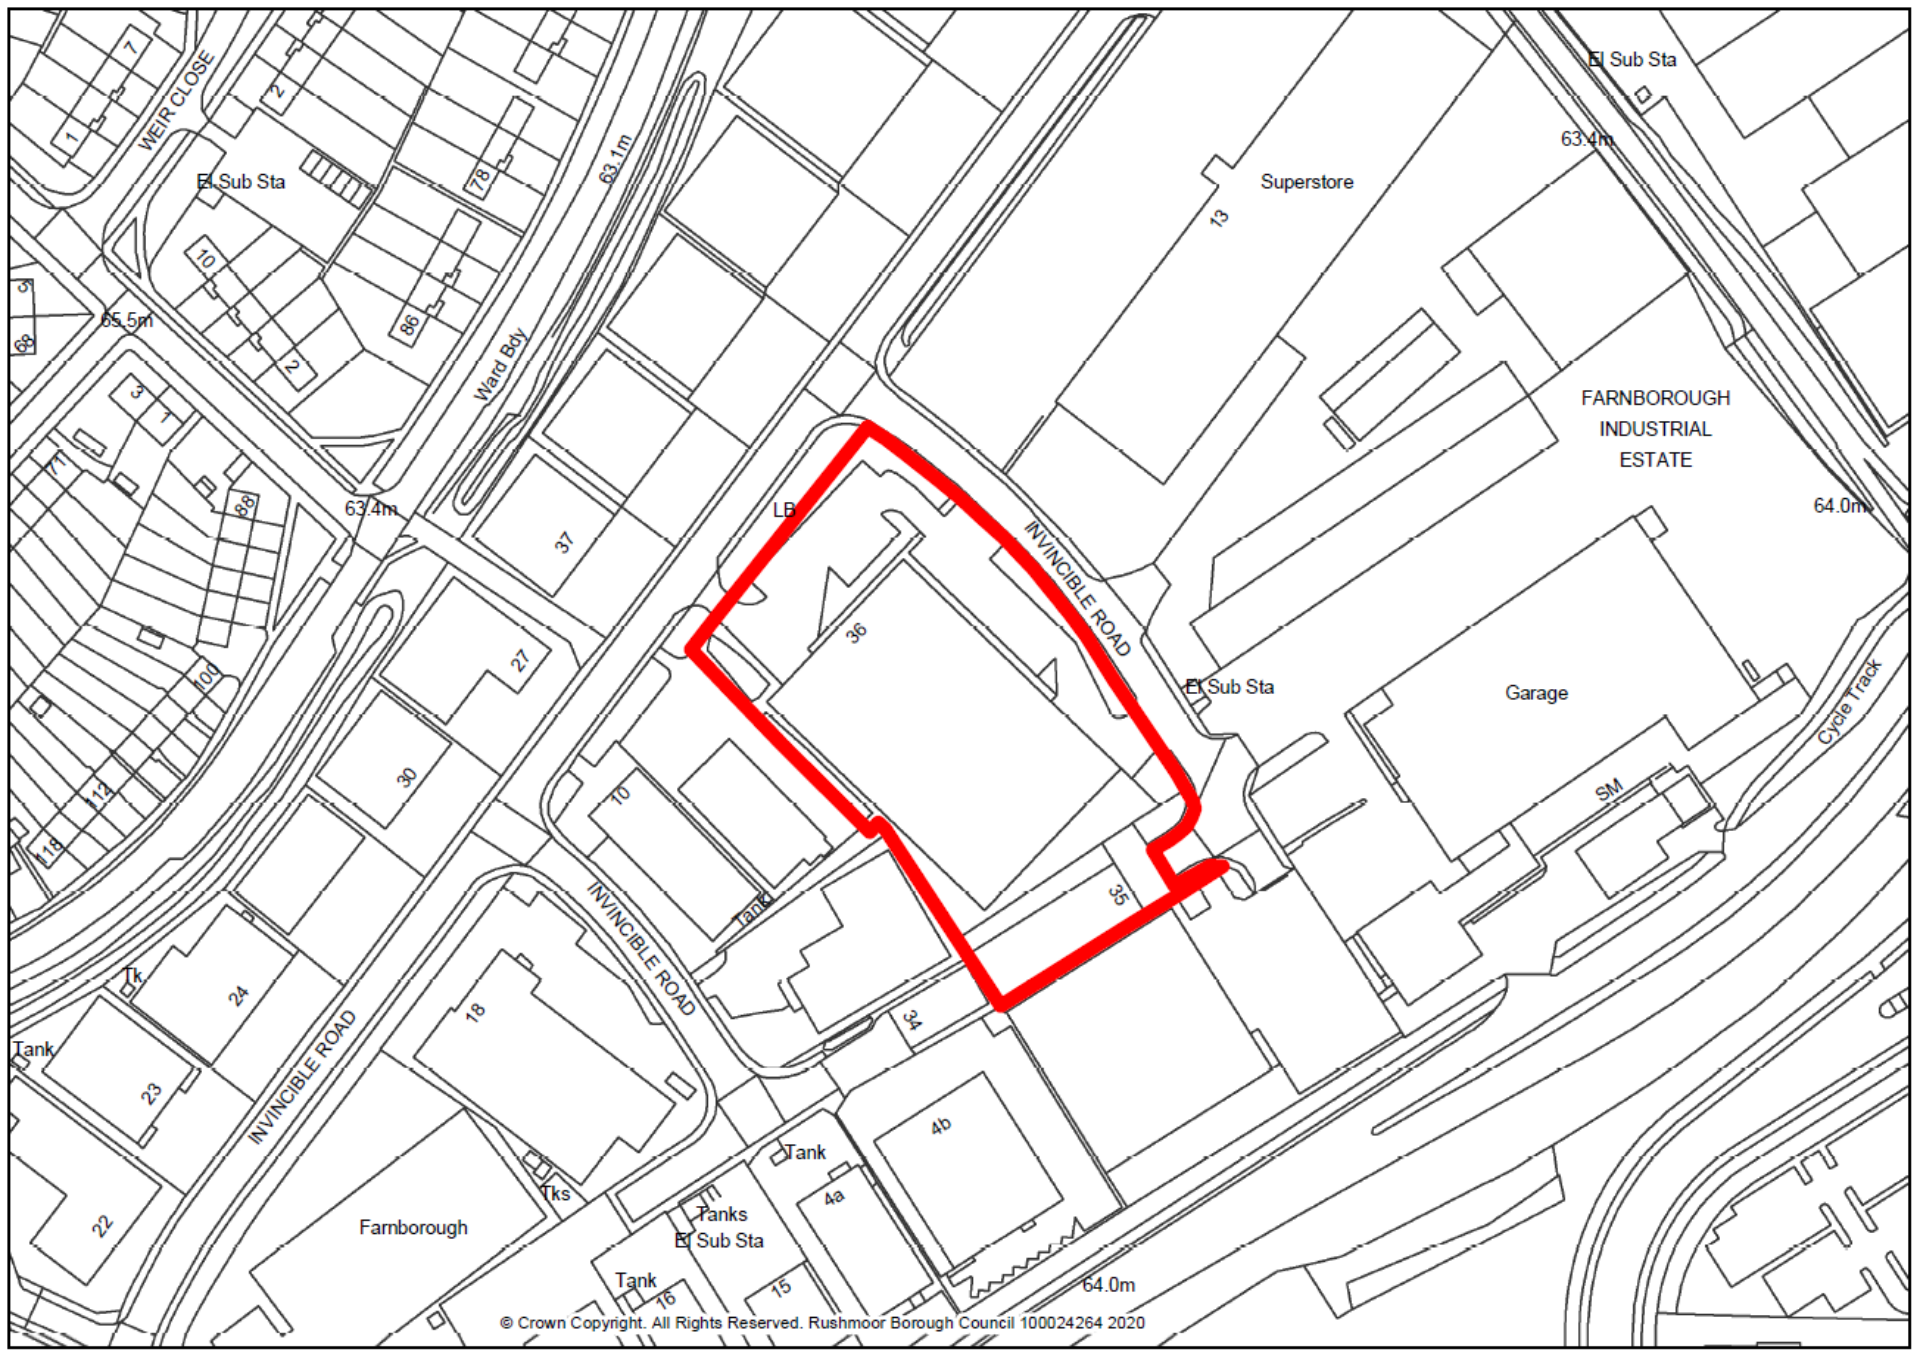 7
WEIR CLOSE
1
2
El Sub Sta
78
63.1m
El Sub Sta
63.4m
Superstore
13
10
86
2
5
68
65.5m
Ward Bdy
3
1
71
88
63.4m
37
LB
FARNBOROUGH
INDUSTRIAL
ESTATE
64.0m
INVINCIBLE ROAD
36
27
100
El Sub Sta
Garage
Cycle Track
30
10
112
118
SM
35
INVINCIBLE ROAD
Tank
Tk
24
18
34
Tank
23
INVINCIBLE ROAD
4b
Tank
4a
Tks
22
Farnborough
Tanks
El Sub Sta
Tank
16
15
64.0m
© Crown Copyright. All Rights Reserved. Rushmoor Borough Council 100024264 2020